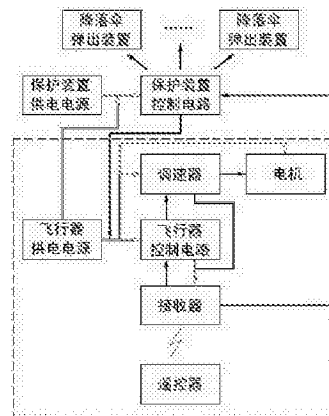 降落伞
弹出装置
……
降落伞
弹出装置
保护装置
供电电源
保护装置
控制电路
调速器
电机
飞行器
供电电源
飞行器
控制电路
接收器
遥控器